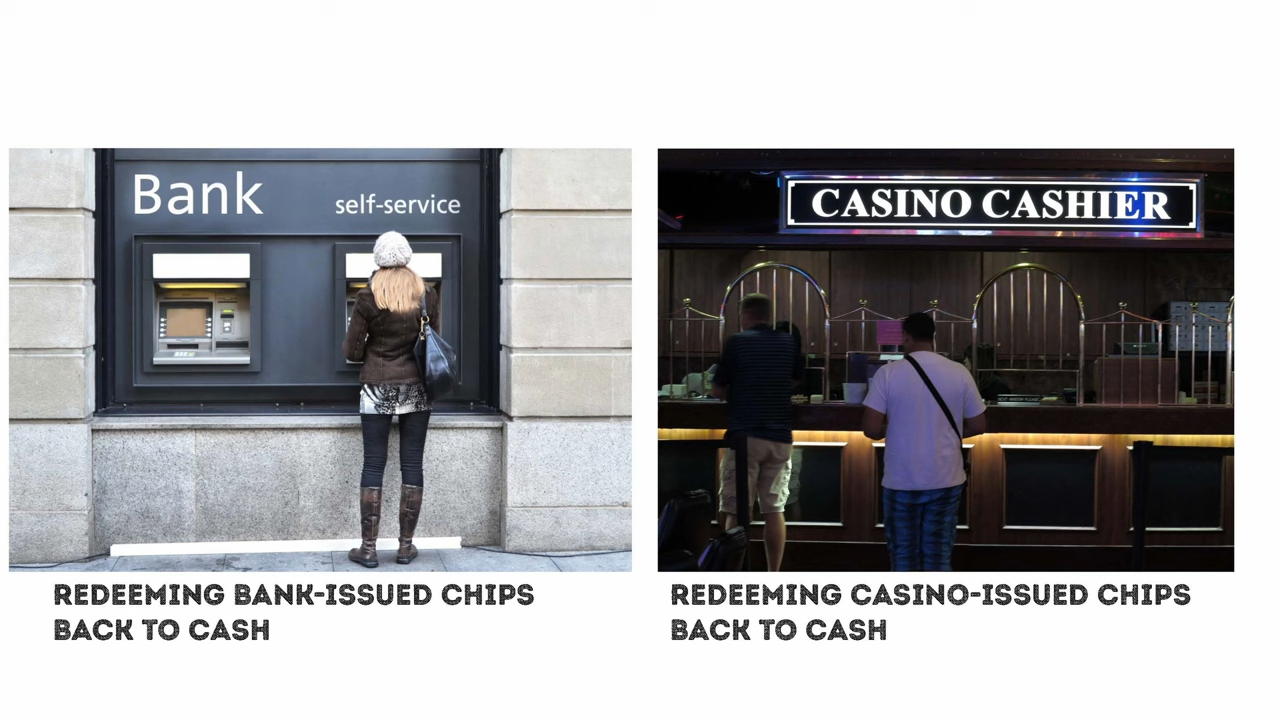 Bank
self-service
CASINO CASHIER
REDEEMING BANK-ISSUED CHIPS
BACK TO CASH
REDEEMING CASINO-ISSUED CHIPS
BACK TO CASH